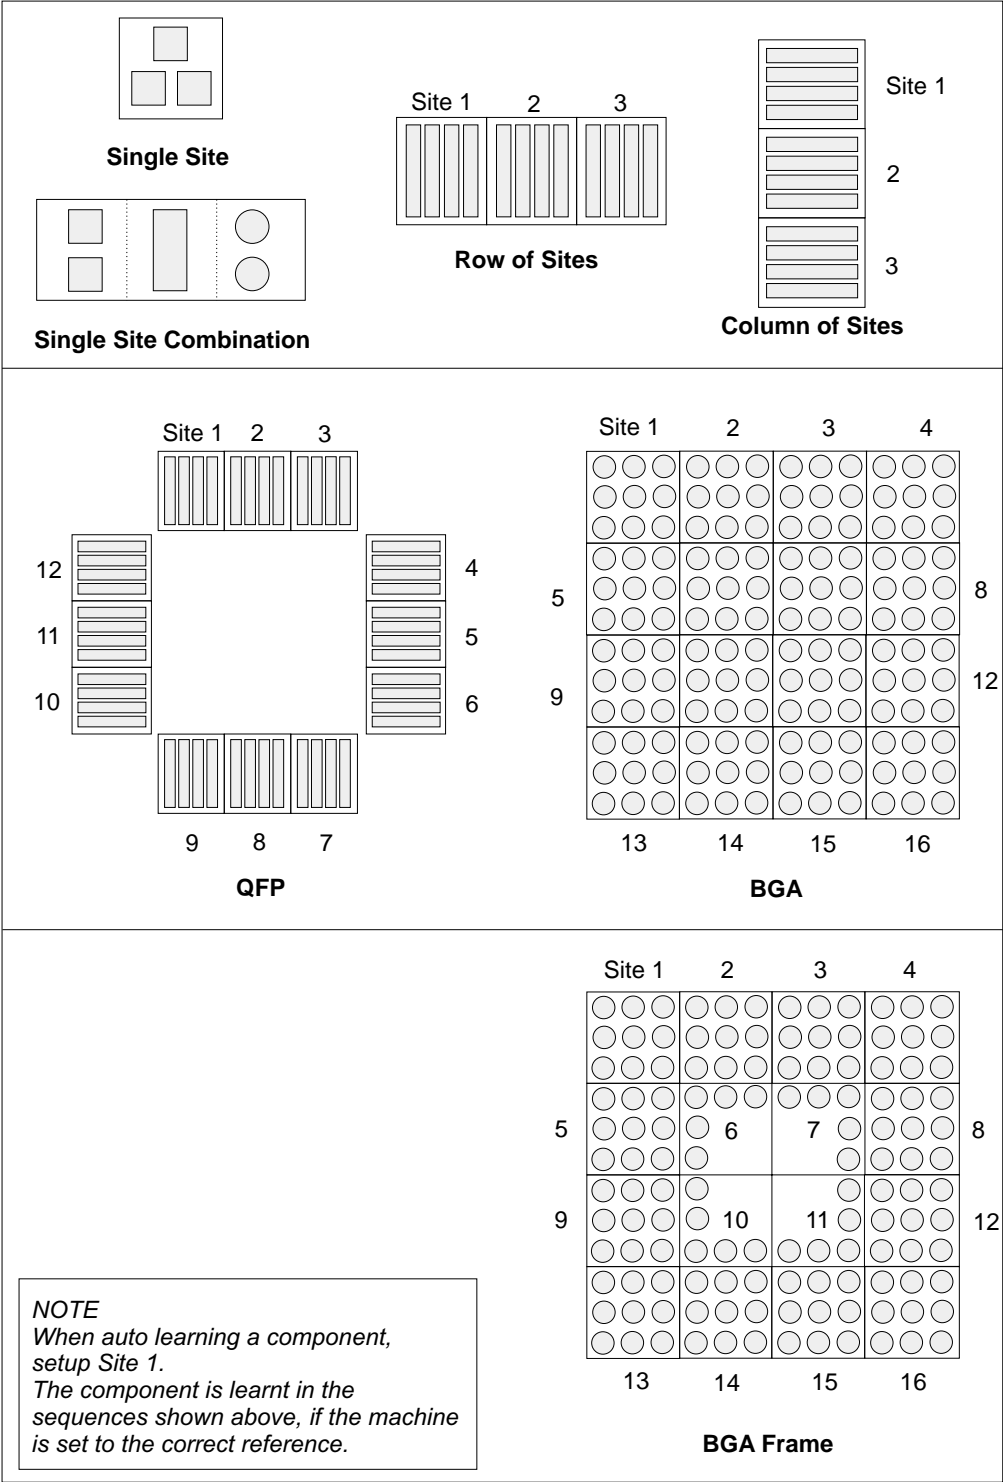 Single Site
Single Site Combination
Site 1 2 3
Row of Sites
Site 1
2
3
Column of Sites
Site 1 2 3
12 4
11 5
10 6
9 8 7
QFP
Site 1 2 3 4
5 8
9 12
13 14 15 16
BGA
Site 1 2 3 4
5 6 7 8
9 10 11 12
13 14 15 16
BGA Frame
NOTE
When auto learning a component,
setup Site 1.
The component is learnt in the
sequences shown above, if the machine
is set to the correct reference.